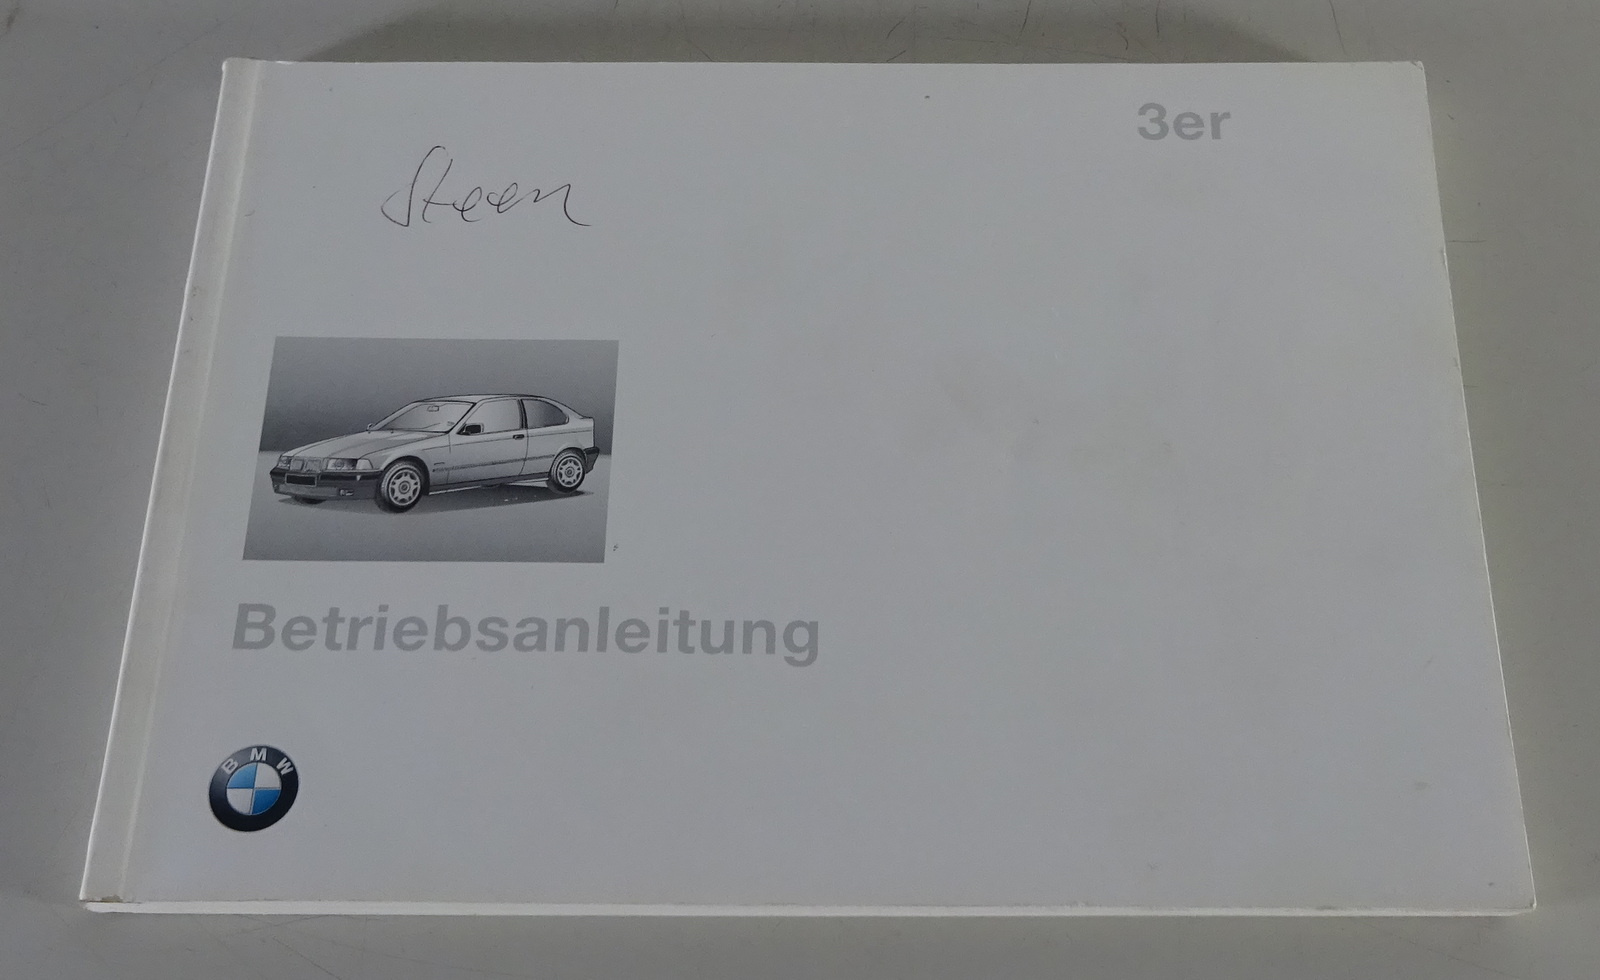 3er
Steen
Betriebsanleitung
BMW